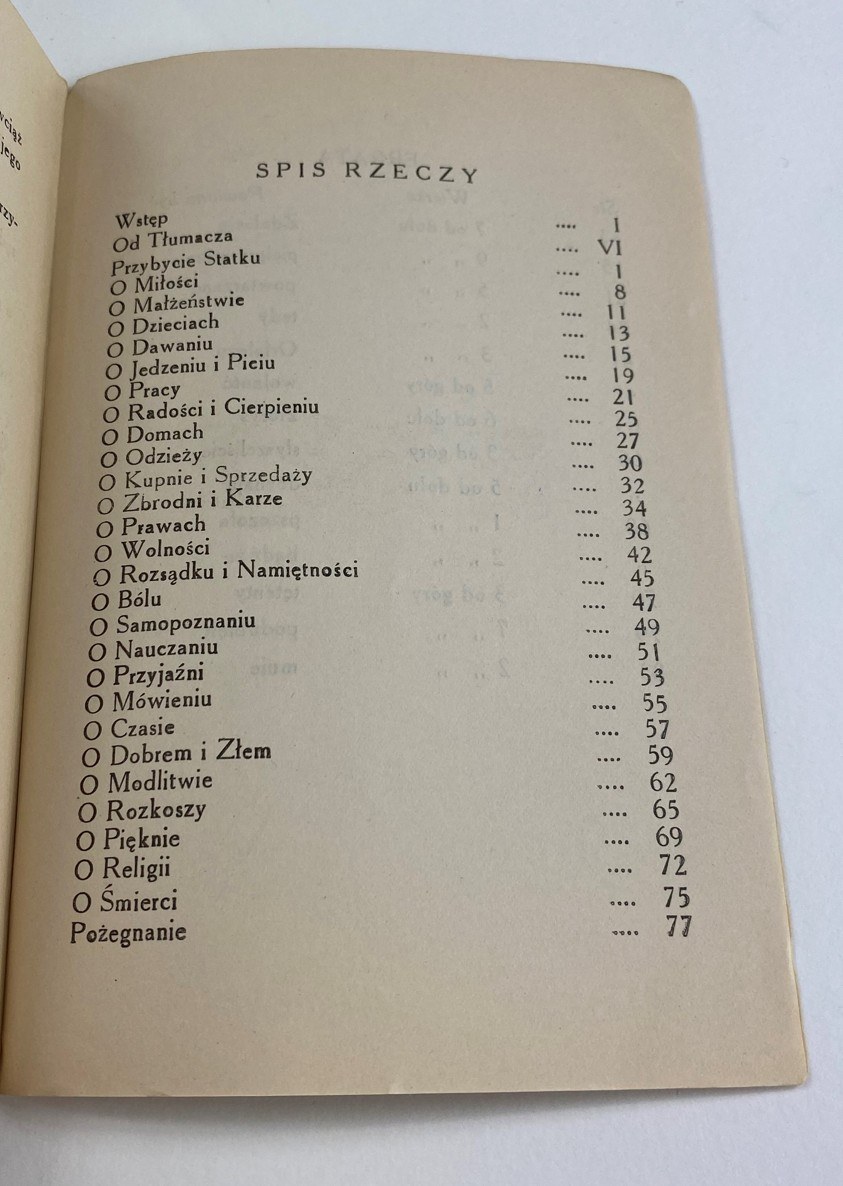 wciąż
jego
rzy-
SPIS RZECZY
Wstęp .... I
Od Tłumacza .... VI
Przybycie Statku .... 1
O Miłości .... 8
O Małżeństwie .... 11
O Dzieciach .... 13
O Dawaniu .... 15
O Jedzeniu i Piciu .... 19
O Pracy .... 21
O Radości i Cierpieniu .... 25
O Domach .... 27
O Odzieży .... 30
O Kupnie i Sprzedaży .... 32
O Zbrodni i Karze .... 34
O Prawach .... 38
O Wolności .... 42
O Rozsądku i Namiętności .... 45
O Bólu .... 47
O Samopoznaniu .... 49
O Nauczaniu .... 51
O Przyjaźni .... 53
O Mówieniu .... 55
O Czasie .... 57
O Dobrem i Złem .... 59
O Modlitwie .... 62
O Rozkoszy .... 65
O Pięknie .... 69
O Religii .... 72
O Śmierci .... 75
Pożegnanie .... 77